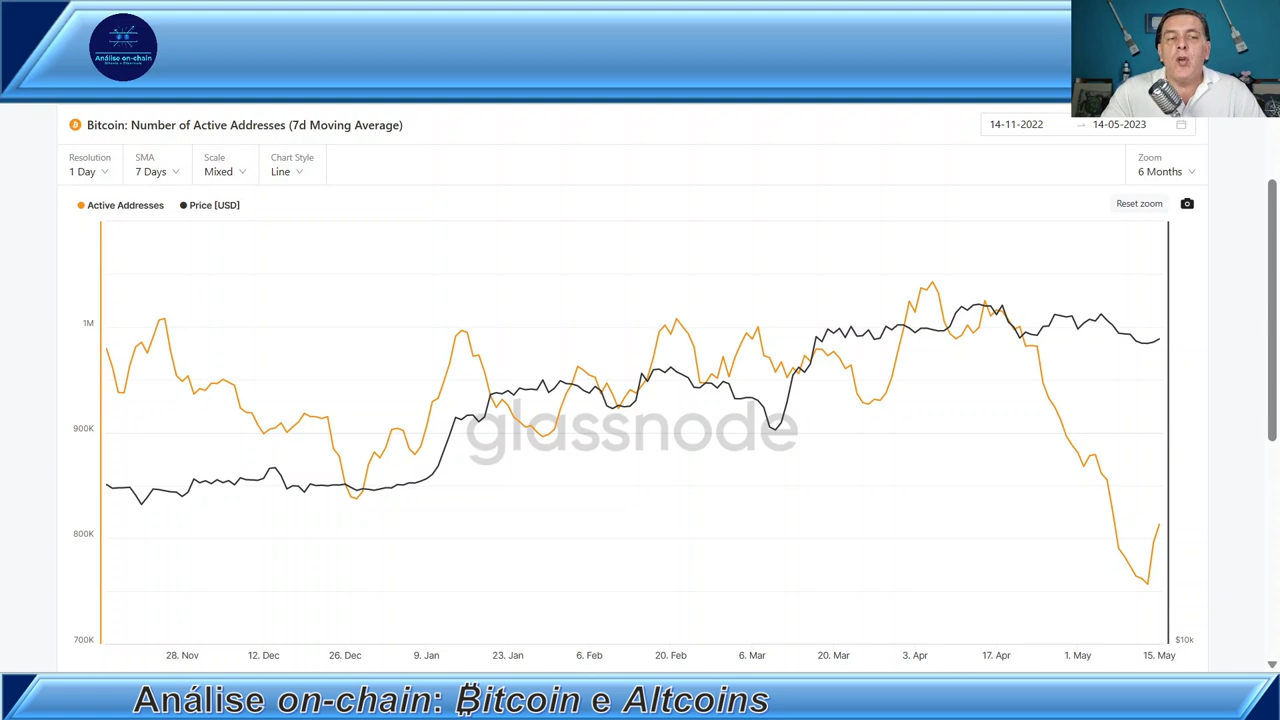 Análise on-chain
Bitcoin e Altcoins
Bitcoin: Number of Active Addresses (7d Moving Average)
14-11-2022 → 14-05-2023
Resolution SMA Scale Chart Style Zoom
1 Day 7 Days Mixed Line 6 Months
Active Addresses Price [USD] Reset zoom
1M
900K
800K
700K $10k
glassnode
28. Nov 12. Dec 26. Dec 9. Jan 23. Jan 6. Feb 20. Feb 6. Mar 20. Mar 3. Apr 17. Apr 1. May 15. May
Análise on-chain: ₿itcoin e Altcoins